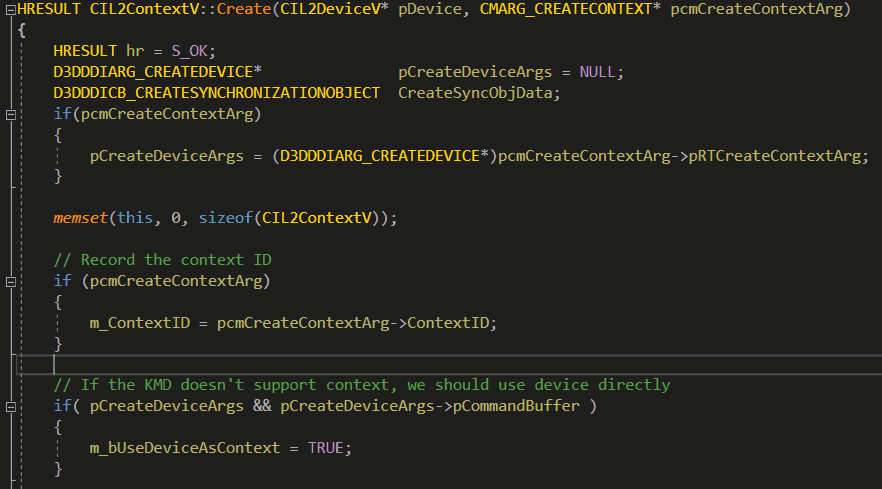 HRESULT CIL2ContextV::Create(CIL2DeviceV* pDevice, CMARG_CREATECONTEXT* pcmCreateContextArg)
{
    HRESULT hr = S_OK;
    D3DDDIARG_CREATEDEVICE*               pCreateDeviceArgs = NULL;
    D3DDDICB_CREATESYNCHRONIZATIONOBJECT  CreateSyncObjData;
    if(pcmCreateContextArg)
    {
        pCreateDeviceArgs = (D3DDDIARG_CREATEDEVICE*)pcmCreateContextArg->pRTCreateContextArg;
    }
    memset(this, 0, sizeof(CIL2ContextV));
    // Record the context ID
    if (pcmCreateContextArg)
    {
        m_ContextID = pcmCreateContextArg->ContextID;
    }
    // If the KMD doesn't support context, we should use device directly
    if( pCreateDeviceArgs && pCreateDeviceArgs->pCommandBuffer )
    {
        m_bUseDeviceAsContext = TRUE;
    }